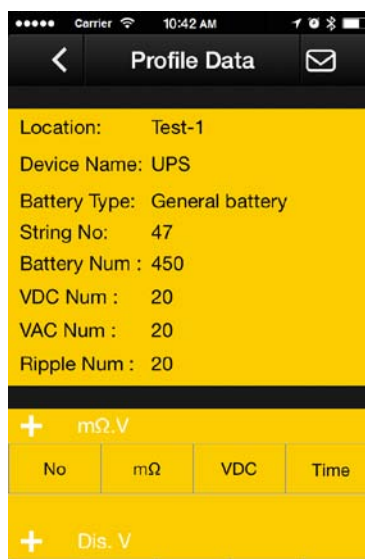 Carrier 10:42 AM
Profile Data
Location: Test-1
Device Name: UPS
Battery Type: General battery
String No: 47
Battery Num : 450
VDC Num : 20
VAC Num : 20
Ripple Num : 20
+ mΩ.V
No mΩ VDC Time
+ Dis. V